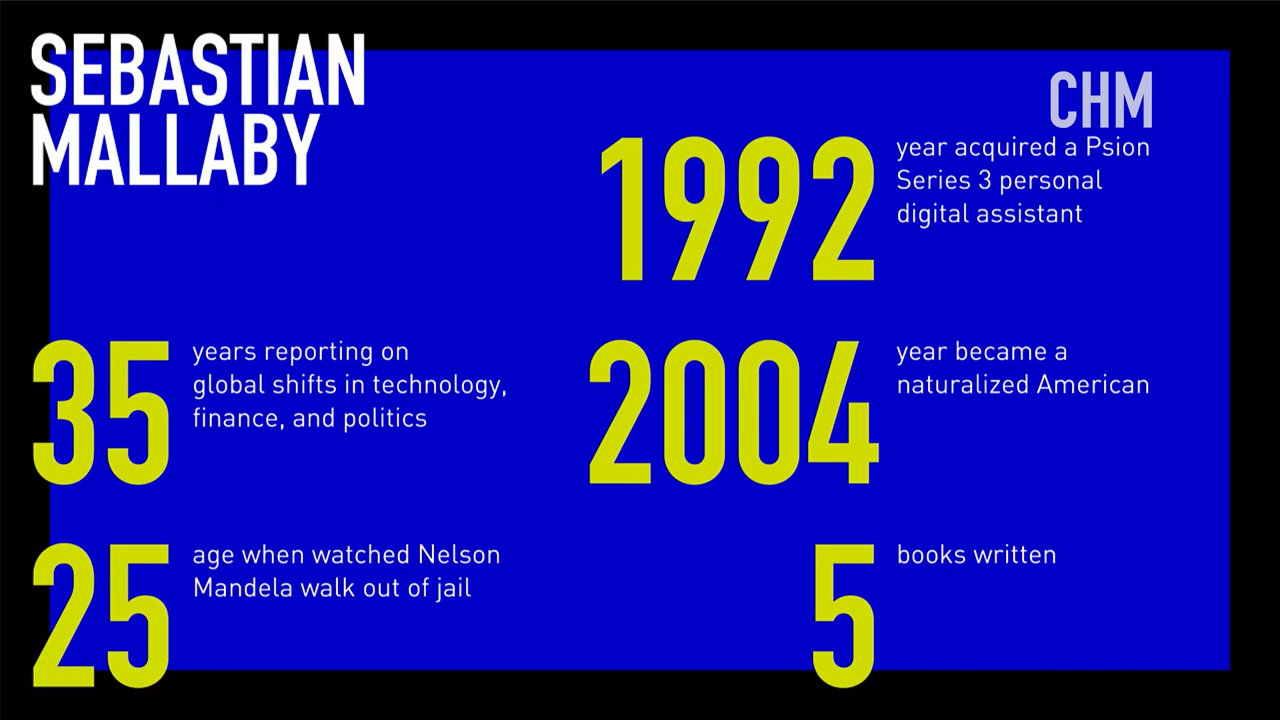 SEBASTIAN
MALLABY
CHM
1992
year acquired a Psion
Series 3 personal
digital assistant
35
years reporting on
global shifts in technology,
finance, and politics
2004
year became a
naturalized American
25
age when watched Nelson
Mandela walk out of jail
5
books written